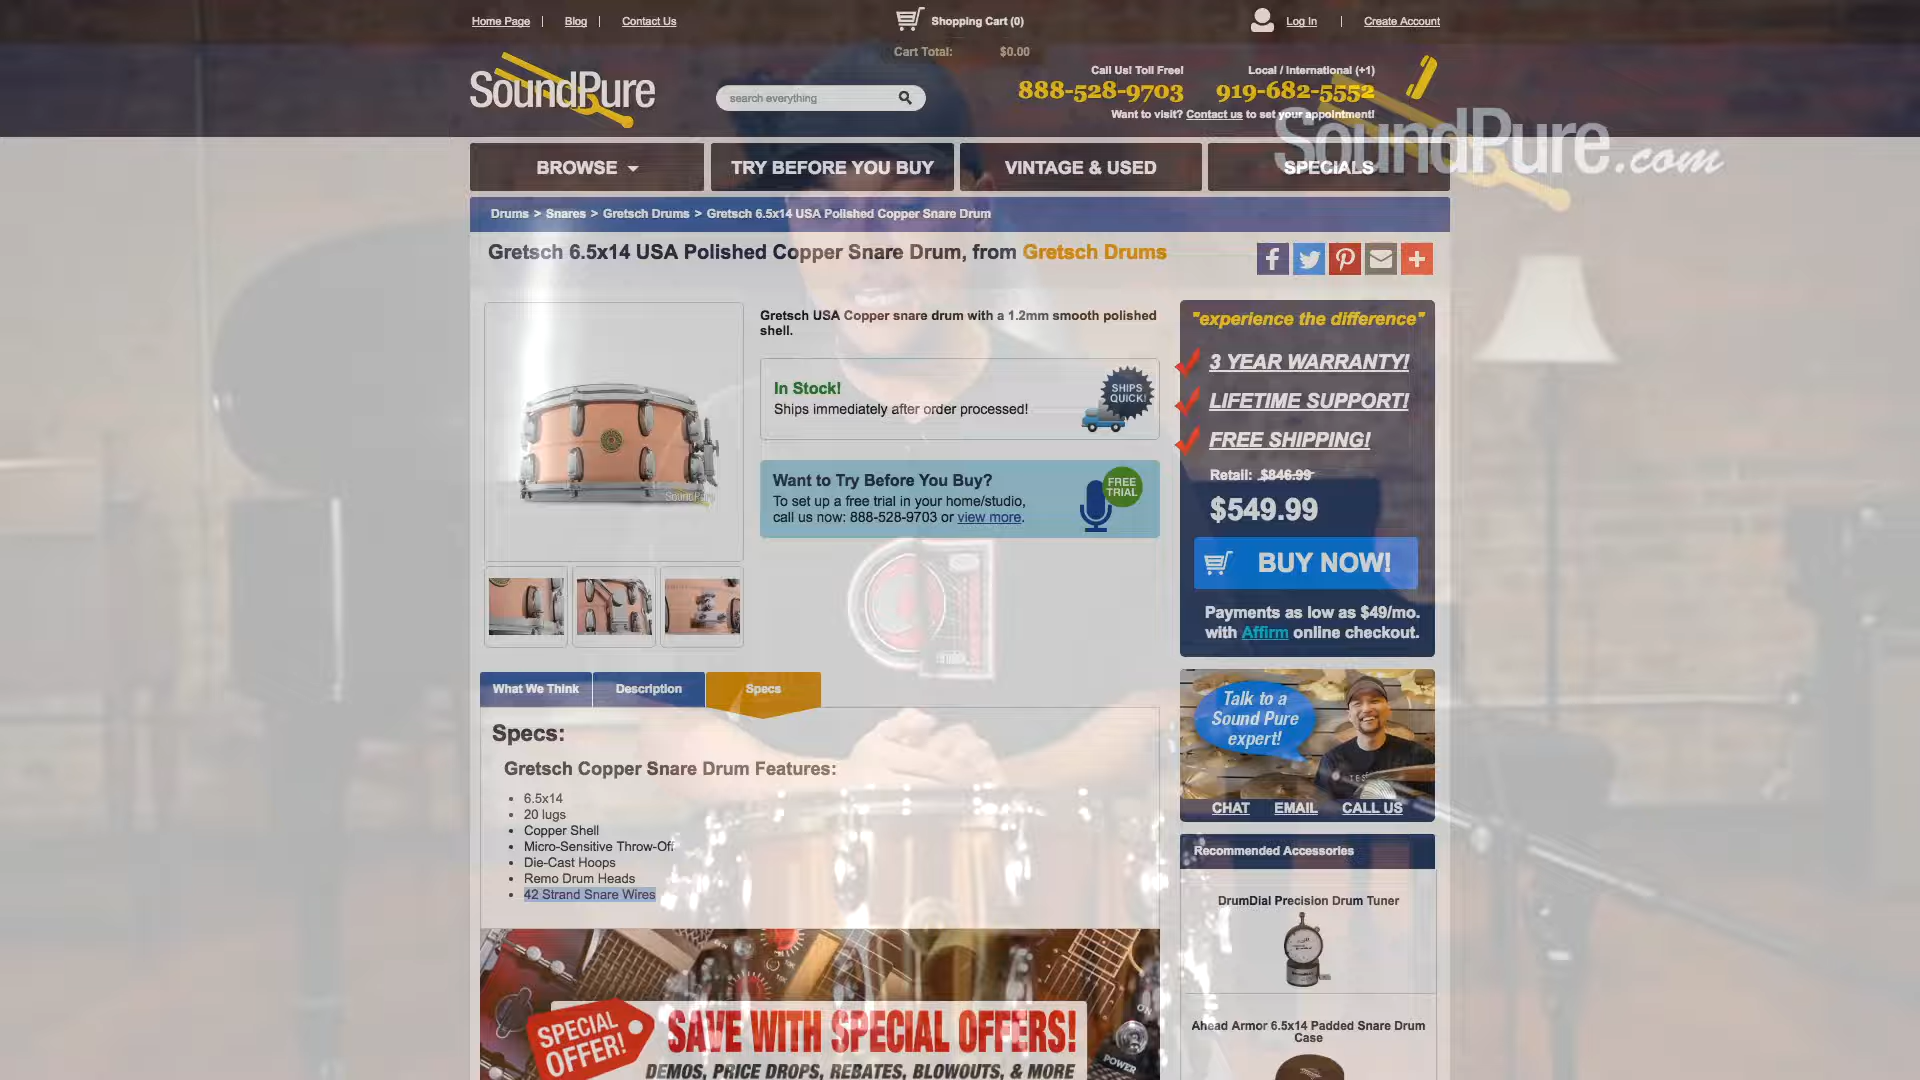 Home Page | Blog | Contact Us
Shopping Cart (0)
Cart Total: $0.00
Log In | Create Account
SoundPure
search everything
Call Us! Toll Free!
888-528-9703
Local / International (+1)
919-682-5552
Want to visit? Contact us to set your appointment!
SoundPure.com
BROWSE
TRY BEFORE YOU BUY
VINTAGE & USED
SPECIALS
Drums > Snares > Gretsch Drums > Gretsch 6.5x14 USA Polished Copper Snare Drum
Gretsch 6.5x14 USA Polished Copper Snare Drum, from Gretsch Drums
Gretsch USA Copper snare drum with a 1.2mm smooth polished
shell.
In Stock!
Ships immediately after order processed!
SHIPS
QUICK!
Want to Try Before You Buy?
To set up a free trial in your home/studio,
call us now: 888-528-9703 or view more.
FREE
TRIAL
SoundPure
"experience the difference"
3 YEAR WARRANTY!
LIFETIME SUPPORT!
FREE SHIPPING!
Retail: $846.99
$549.99
BUY NOW!
Payments as low as $49/mo.
with Affirm online checkout.
What We Think
Description
Specs
Specs:
Gretsch Copper Snare Drum Features:
6.5x14
20 lugs
Copper Shell
Micro-Sensitive Throw-Off
Die-Cast Hoops
Remo Drum Heads
42 Strand Snare Wires
Talk to a
Sound Pure
expert!
CHAT EMAIL CALL US
Recommended Accessories
DrumDial Precision Drum Tuner
Ahead Armor 6.5x14 Padded Snare Drum
Case
SPECIAL
OFFER!
SAVE WITH SPECIAL OFFERS!
DEMOS, PRICE DROPS, REBATES, BLOWOUTS, & MORE
ON
POWER